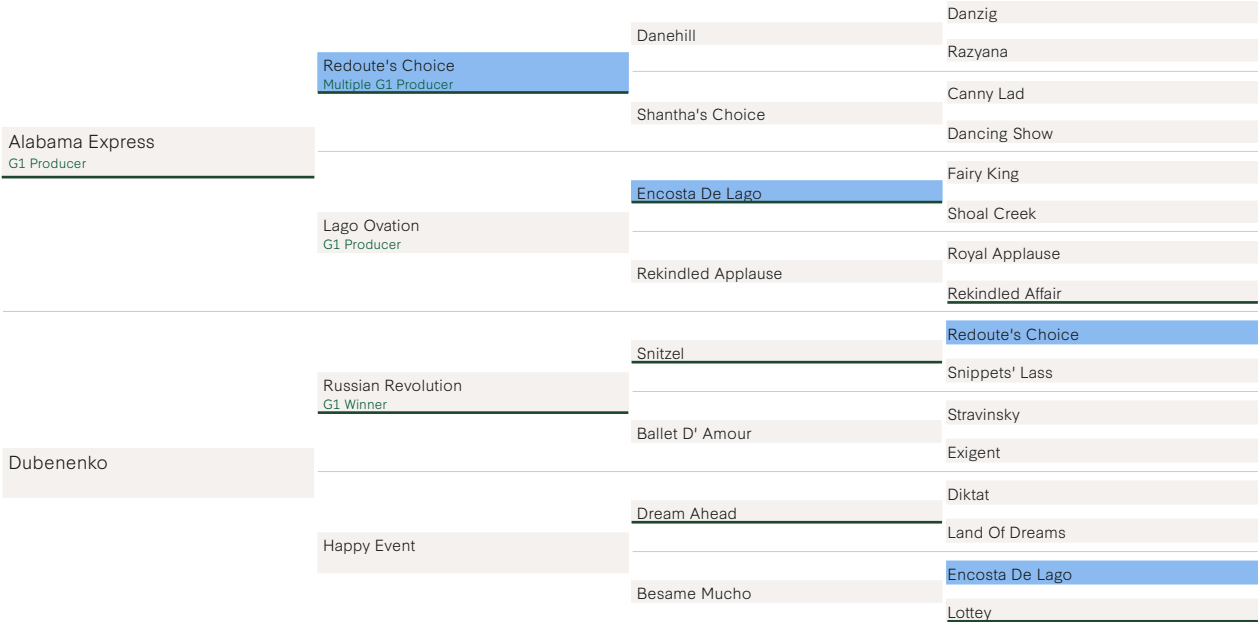 Danzig
Danehill
Razyana
Redoute's Choice
Multiple G1 Producer
Canny Lad
Shantha's Choice
Dancing Show
Alabama Express
G1 Producer
Fairy King
Encosta De Lago
Shoal Creek
Lago Ovation
G1 Producer
Royal Applause
Rekindled Applause
Rekindled Affair
Redoute's Choice
Snitzel
Snippets' Lass
Russian Revolution
G1 Winner
Stravinsky
Ballet D' Amour
Exigent
Dubenenko
Diktat
Dream Ahead
Land Of Dreams
Happy Event
Encosta De Lago
Besame Mucho
Lottey